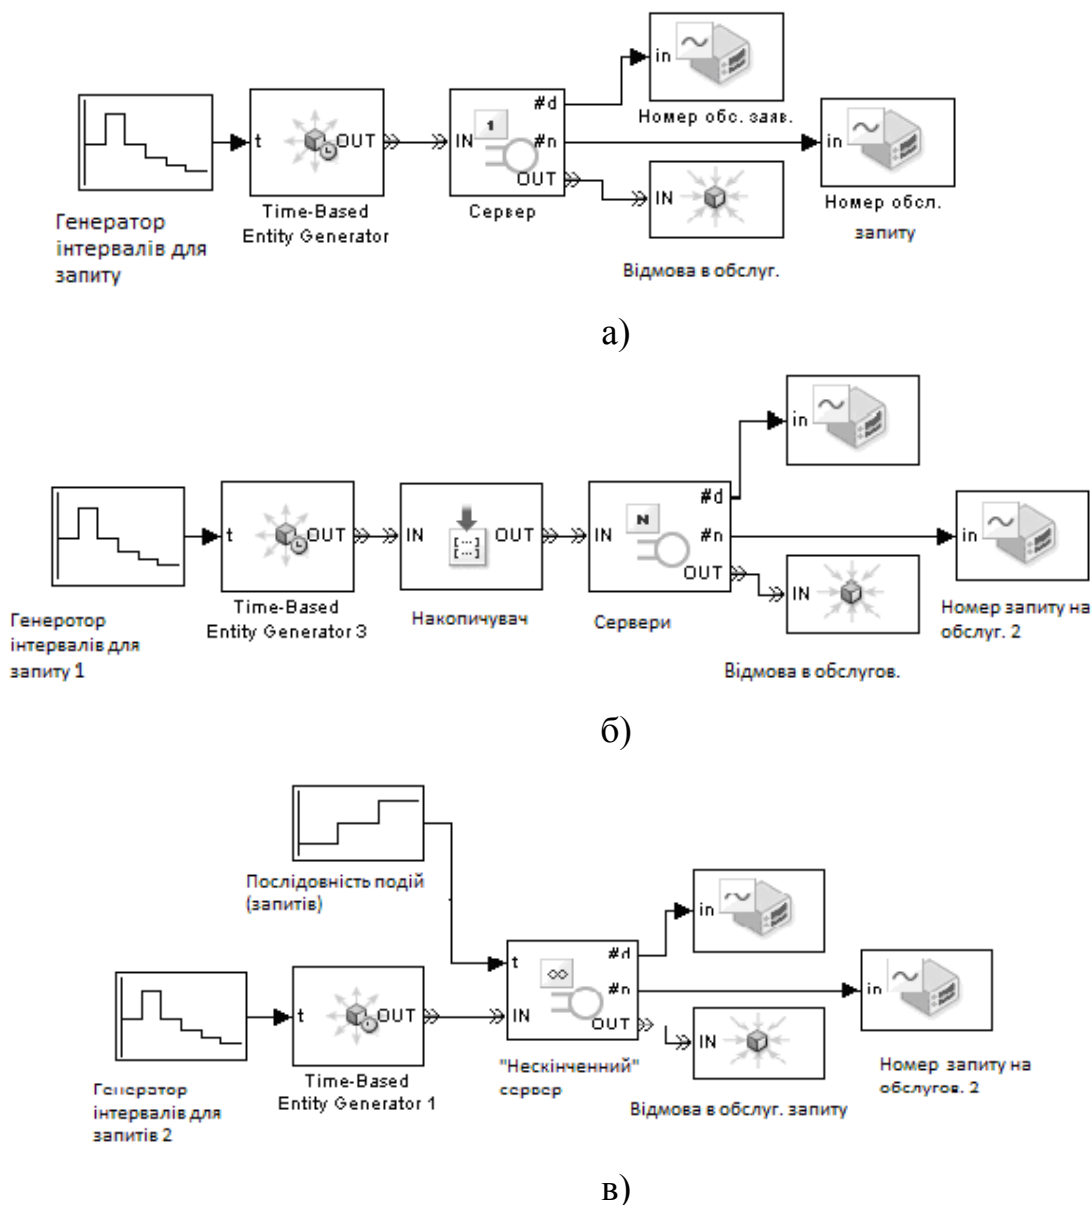 in
#d
Номер обс. заяв.
t
OUT
IN
1
#n
in
OUT
IN
Time-Based
Entity Generator
Сервер
Номер обсл.
запиту
Генератор
інтервалів для
запиту
Відмова в обслуг.
а)
in
#d
t
OUT
IN
OUT
IN
N
#n
in
OUT
IN
Time-Based
Entity Generator 3
Накопичувач
Сервери
Номер запиту на
обслуг. 2
Генеротор
інтервалів для
запиту 1
Відмова в обслугов.
б)
Послідовність подій
(запитів)
in
t
#d
∞
#n
in
t
OUT
IN
OUT
IN
Time-Based
Entity Generator 1
"Нескінченний"
сервер
Номер запиту на
обслугов. 2
Генератор
інтервалів для
запитів 2
Відмова в обслуг. запиту
в)